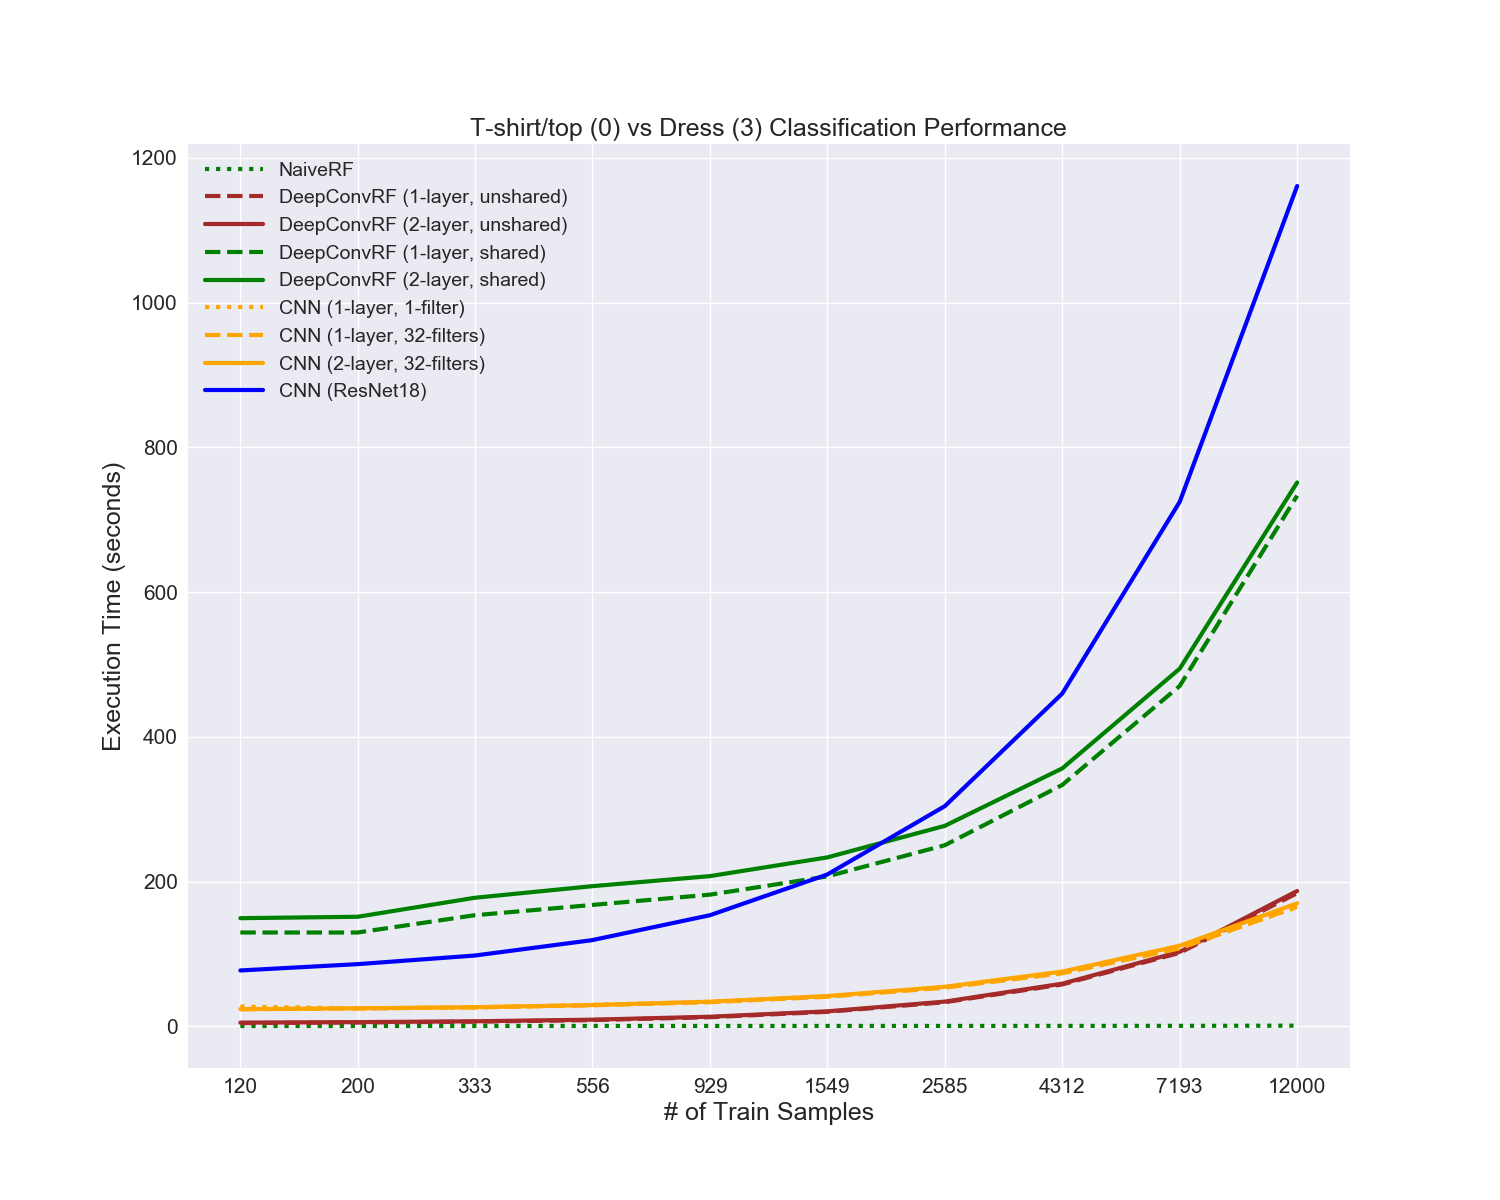 T-shirt/top (0) vs Dress (3) Classification Performance
1200
1000
800
600
400
200
0
Execution Time (seconds)
NaiveRF
DeepConvRF (1-layer, unshared)
DeepConvRF (2-layer, unshared)
DeepConvRF (1-layer, shared)
DeepConvRF (2-layer, shared)
CNN (1-layer, 1-filter)
CNN (1-layer, 32-filters)
CNN (2-layer, 32-filters)
CNN (ResNet18)
120 200 333 556 929 1549 2585 4312 7193 12000
# of Train Samples